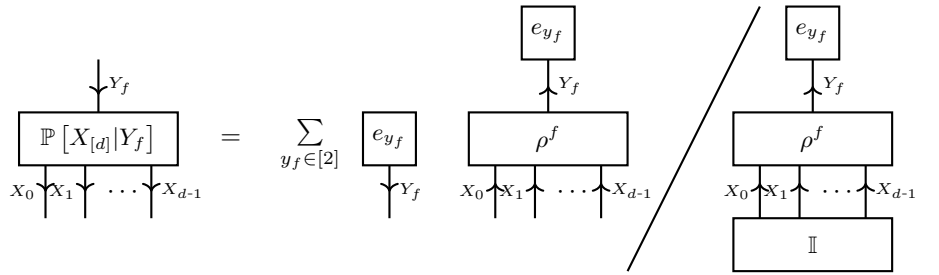 e_{y_f} e_{y_f}
Y_f Y_f Y_f
ℙ[X_{[d]}|Y_f] = ∑_{y_f∈[2]} e_{y_f} ρ^f ρ^f
X_0 X_1 ⋯ X_{d-1} Y_f X_0 X_1 ⋯ X_{d-1} X_0 X_1 ⋯ X_{d-1}
𝕀